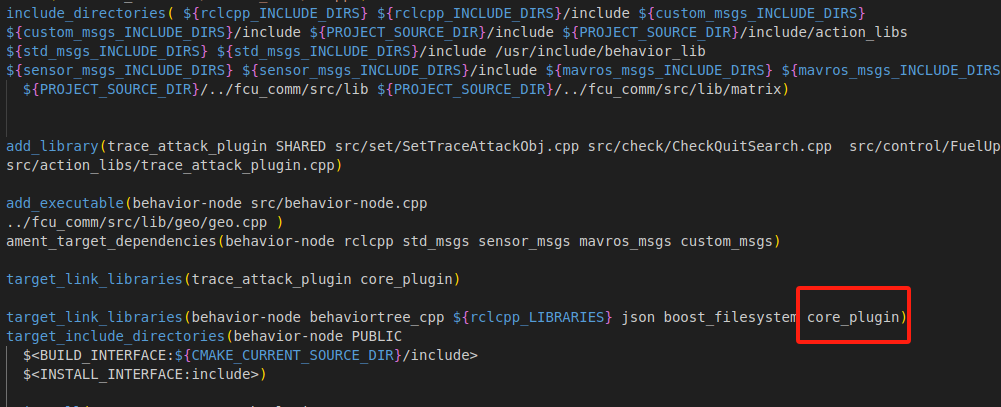 include_directories( ${rclcpp_INCLUDE_DIRS} ${rclcpp_INCLUDE_DIRS}/include ${custom_msgs_INCLUDE_DIRS}
${custom_msgs_INCLUDE_DIRS}/include ${PROJECT_SOURCE_DIR}/include ${PROJECT_SOURCE_DIR}/include/action_libs
${std_msgs_INCLUDE_DIRS} ${std_msgs_INCLUDE_DIRS}/include /usr/include/behavior_lib
${sensor_msgs_INCLUDE_DIRS} ${sensor_msgs_INCLUDE_DIRS}/include ${mavros_msgs_INCLUDE_DIRS} ${mavros_msgs_INCLUDE_DIRS
${PROJECT_SOURCE_DIR}/../fcu_comm/src/lib ${PROJECT_SOURCE_DIR}/../fcu_comm/src/lib/matrix)
add_library(trace_attack_plugin SHARED src/set/SetTraceAttackObj.cpp src/check/CheckQuitSearch.cpp  src/control/FuelUp
src/action_libs/trace_attack_plugin.cpp)
add_executable(behavior-node src/behavior-node.cpp
../fcu_comm/src/lib/geo/geo.cpp )
ament_target_dependencies(behavior-node rclcpp std_msgs sensor_msgs mavros_msgs custom_msgs)
target_link_libraries(trace_attack_plugin core_plugin)
target_link_libraries(behavior-node behaviortree_cpp ${rclcpp_LIBRARIES} json boost_filesystem core_plugin)
target_include_directories(behavior-node PUBLIC
$<BUILD_INTERFACE:${CMAKE_CURRENT_SOURCE_DIR}/include>
$<INSTALL_INTERFACE:include>)